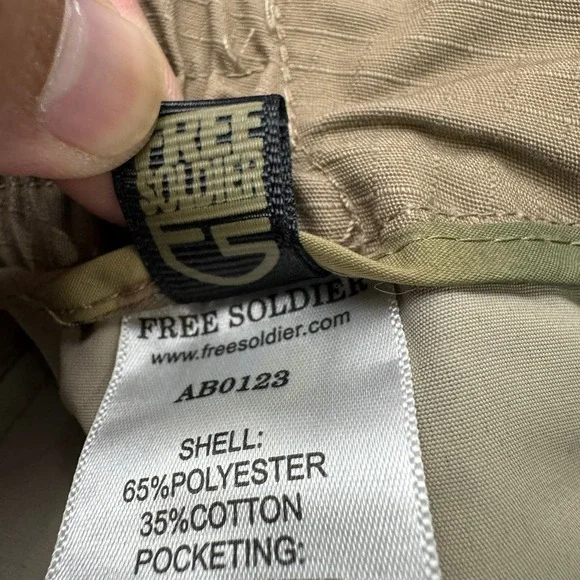 FREE
SOLDIER
FREE SOLDIER
www.freesoldier.com
AB0123
SHELL:
65%POLYESTER
35%COTTON
POCKETING: